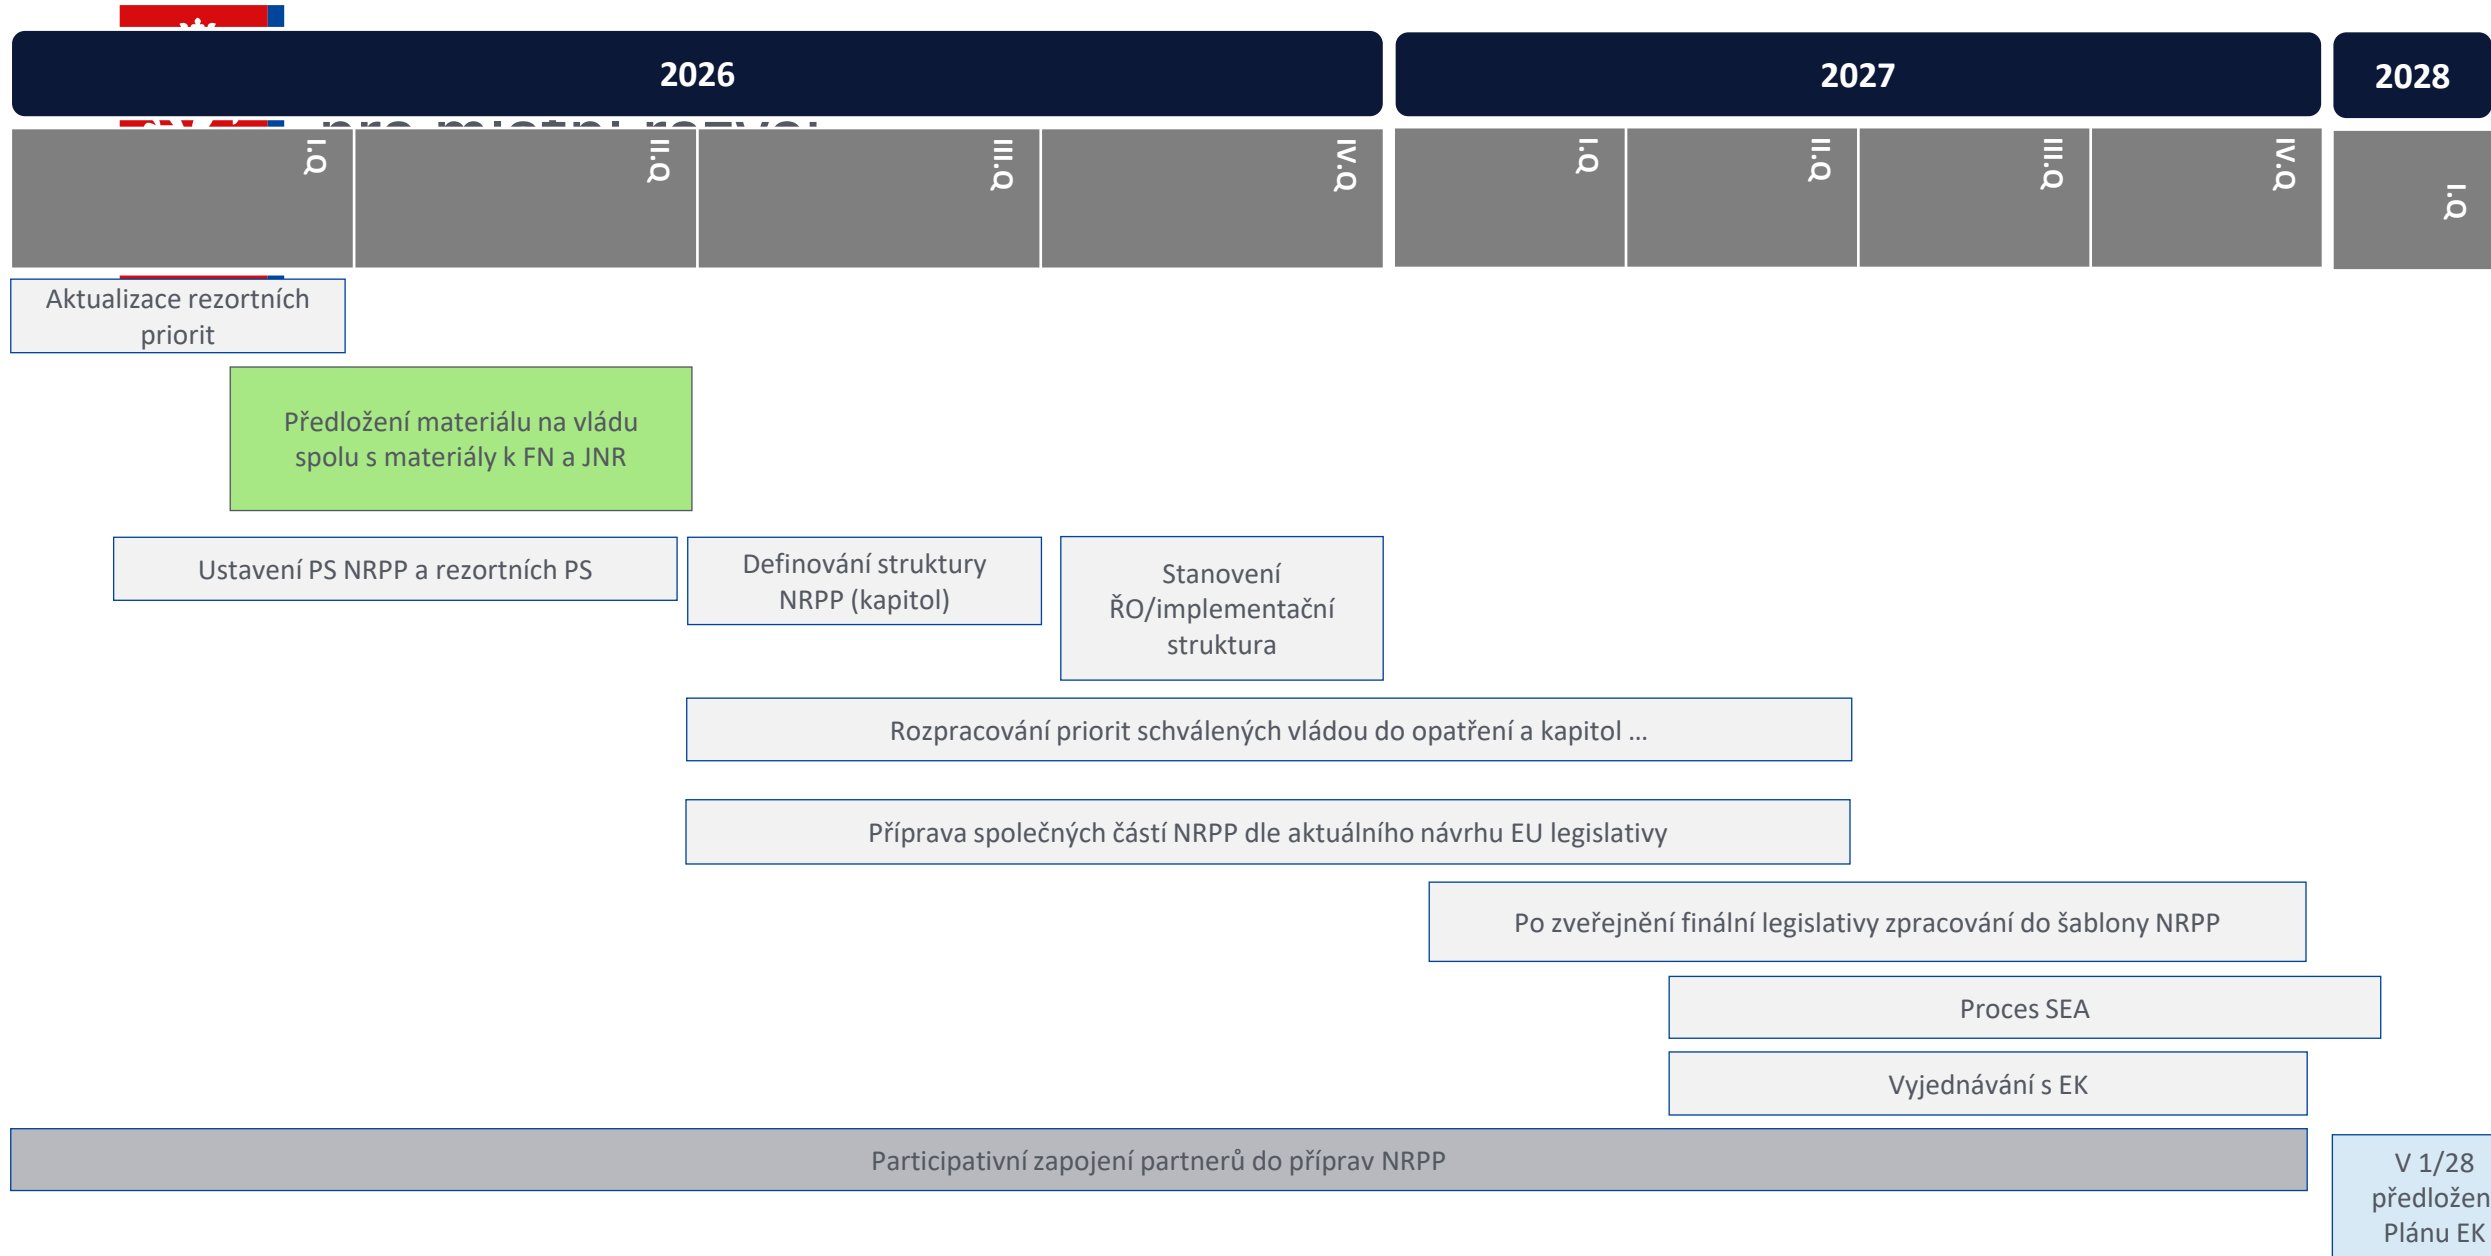 2026
2027
2028
I.Q
II.Q
III.Q
IV.Q
I.Q
II.Q
III.Q
IV.Q
I.Q
Aktualizace rezortních
priorit
Předložení materiálu na vládu
spolu s materiály k FN a JNR
Ustavení PS NRPP a rezortních PS
Definování struktury
NRPP (kapitol)
Stanovení
ŘO/implementační
struktura
Rozpracování priorit schválených vládou do opatření a kapitol ...
Příprava společných částí NRPP dle aktuálního návrhu EU legislativy
Po zveřejnění finální legislativy zpracování do šablony NRPP
Proces SEA
Vyjednávání s EK
Participativní zapojení partnerů do příprav NRPP
V 1/28
předložen
Plánu EK